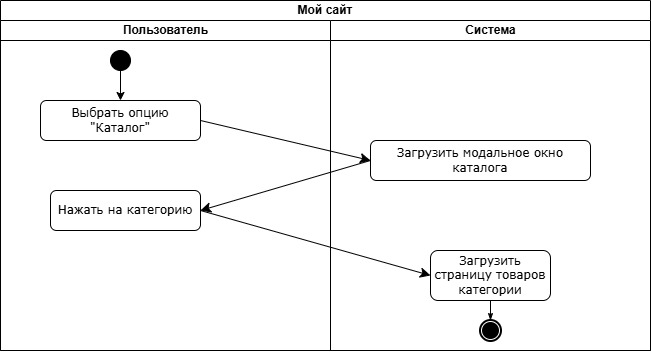 Мой сайт
Пользователь
Система
Выбрать опцию
"Каталог"
Загрузить модальное окно
каталога
Нажать на категорию
Загрузить
страницу товаров
категории